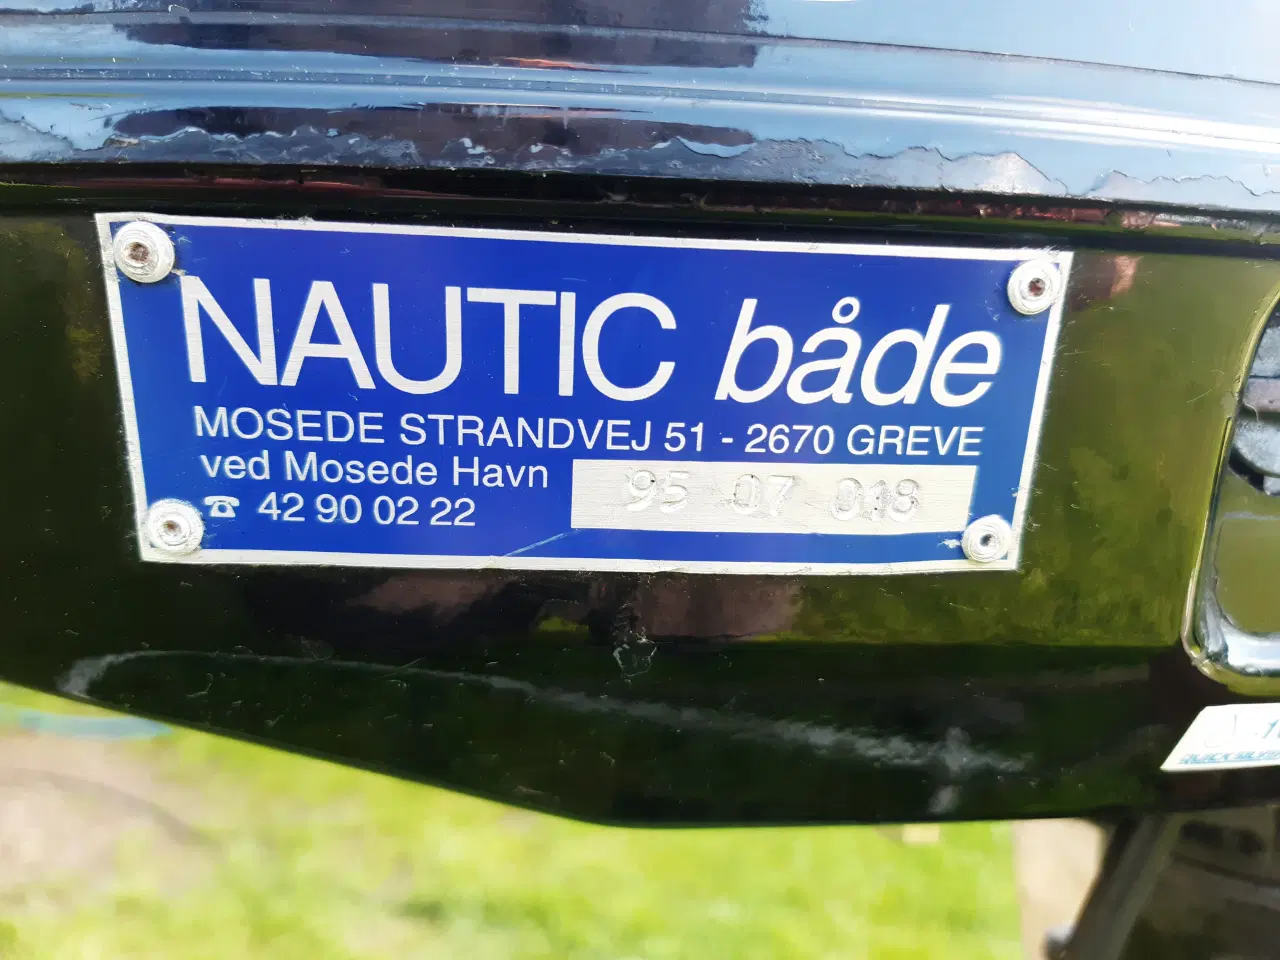 NAUTIC både
MOSEDE STRANDVEJ 51 - 2670 GREVE
ved Mosede Havn
☎ 42 90 02 22
95 07 018